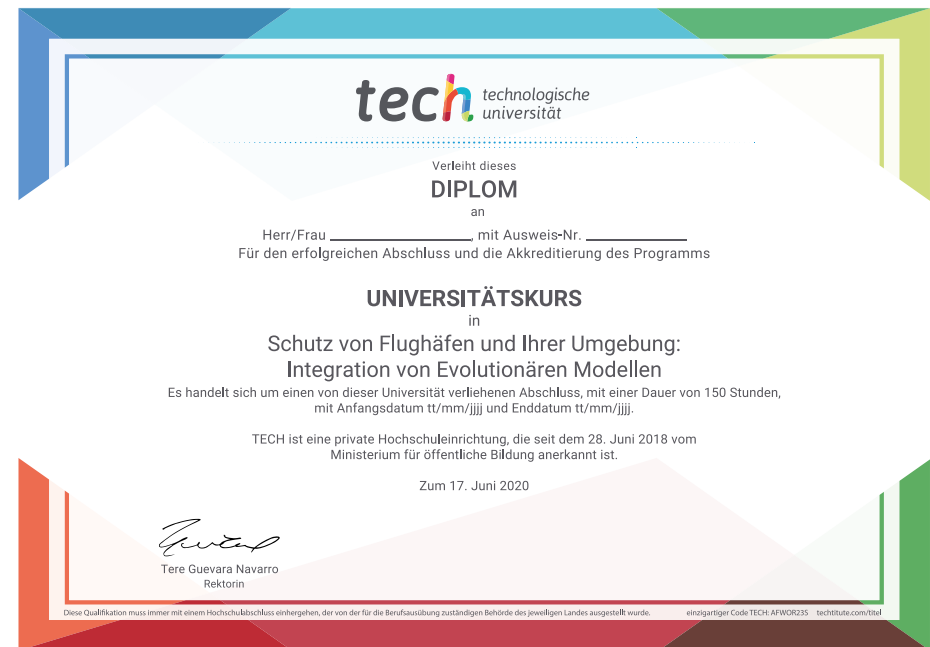 tech technologische
universität
Verleiht dieses
DIPLOM
an
Herr/Frau ____________________, mit Ausweis-Nr. ______________
Für den erfolgreichen Abschluss und die Akkreditierung des Programms
UNIVERSITÄTSKURS
in
Schutz von Flughäfen und Ihrer Umgebung:
Integration von Evolutionären Modellen
Es handelt sich um einen von dieser Universität verliehenen Abschluss, mit einer Dauer von 150 Stunden,
mit Anfangsdatum tt/mm/jjjj und Enddatum tt/mm/jjjj.
TECH ist eine private Hochschuleinrichtung, die seit dem 28. Juni 2018 vom
Ministerium für öffentliche Bildung anerkannt ist.
Zum 17. Juni 2020
Tere Guevara Navarro
Rektorin
Diese Qualifikation muss immer mit einem Hochschulabschluss einhergehen, der von der für die Berufsausübung zuständigen Behörde des jeweiligen Landes ausgestellt wurde. einzigartiger Code TECH: AFWOR235 techtitute.com/titel